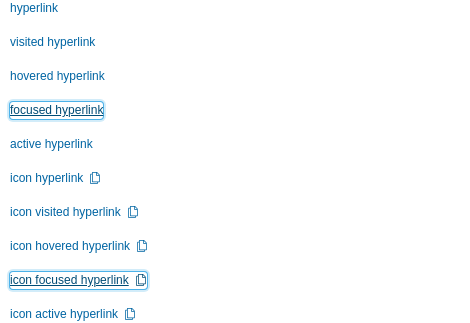 hyperlink
visited hyperlink
hovered hyperlink
focused hyperlink
active hyperlink
icon hyperlink
icon visited hyperlink
icon hovered hyperlink
icon focused hyperlink
icon active hyperlink